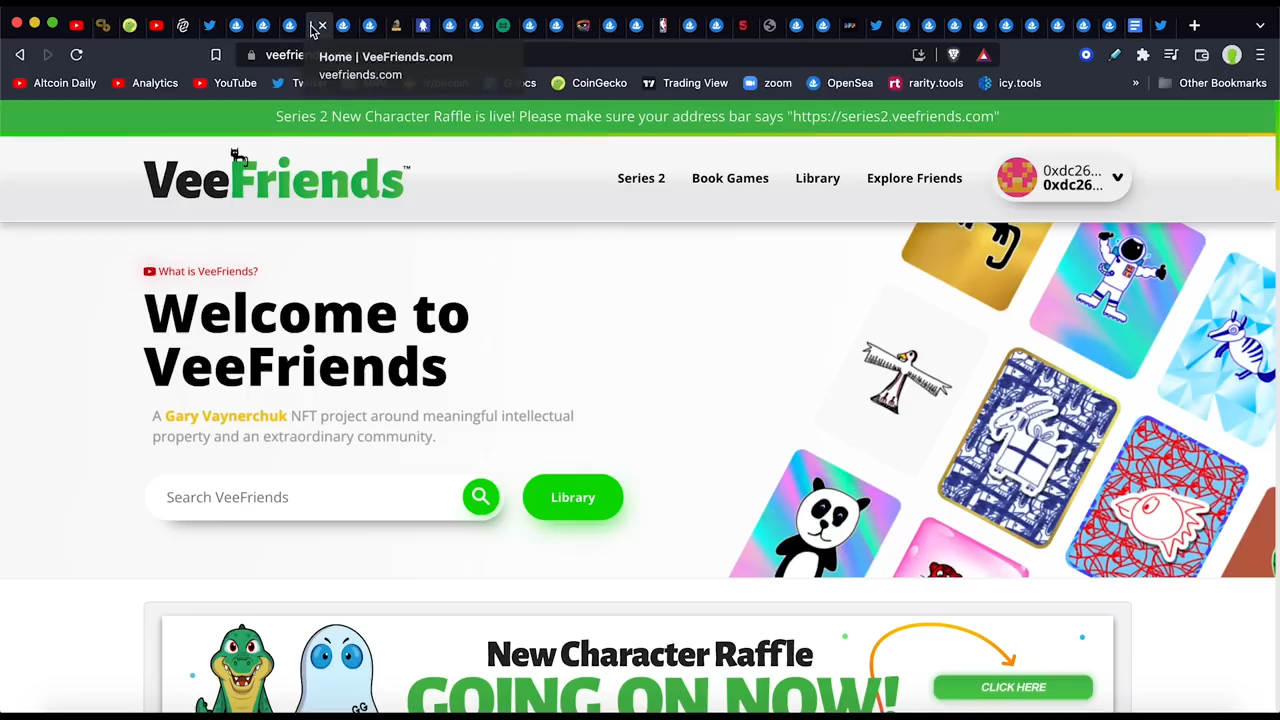 veefrie
Home | VeeFriends.com
veefriends.com
Altcoin Daily
Analytics
YouTube
CoinGecko
Trading View
zoom
OpenSea
rarity.tools
icy.tools
»
Other Bookmarks
Series 2 New Character Raffle is live! Please make sure your address bar says "https://series2.veefriends.com"
VeeFriends™
Series 2
Book Games
Library
Explore Friends
0xdc26...
0xdc26...
What is VeeFriends?
Welcome to
VeeFriends
A Gary Vaynerchuk NFT project around meaningful intellectual
property and an extraordinary community.
Search VeeFriends
Library
New Character Raffle
GOING ON NOW!
CLICK HERE
GG